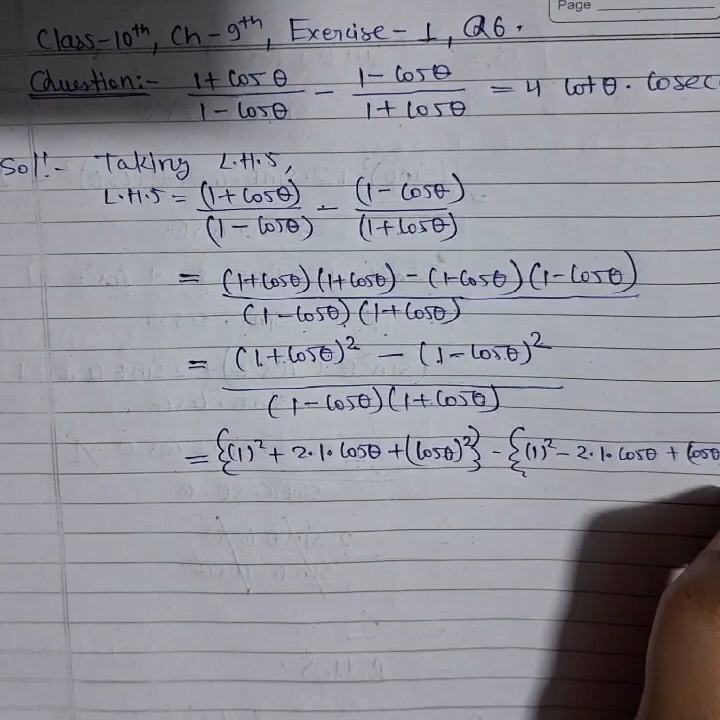 Page
Class-10th, Ch-9th, Exercise-1, Q6.
Question:- (1+cosθ)/(1-cosθ) - (1-cosθ)/(1+cosθ) = 4 cotθ. cosec
Sol!- Taking L.H.S,
L.H.S = (1+cosθ)/(1-cosθ) - (1-cosθ)/(1+cosθ)
= (1+cosθ)(1+cosθ) - (1-cosθ)(1-cosθ)
(1-cosθ)(1+cosθ)
= (1+cosθ)² - (1-cosθ)²
(1-cosθ)(1+cosθ)
= {(1)² + 2.1.cosθ + (cosθ)²} - {(1)² - 2.1.cosθ + (cosθ